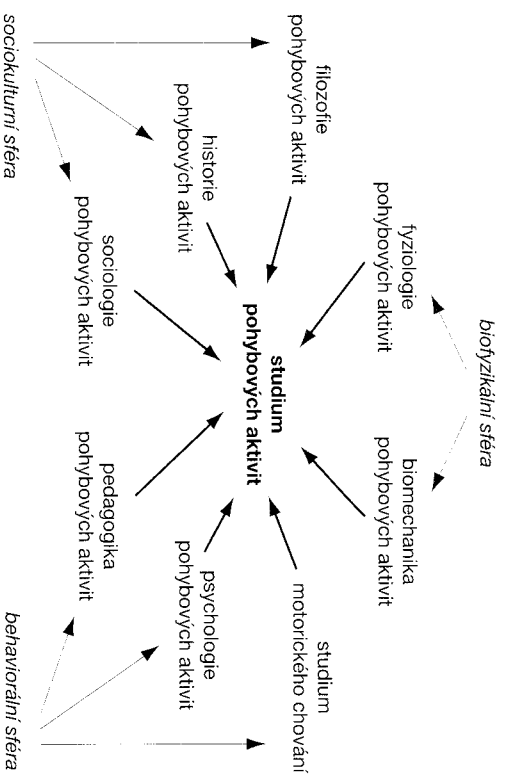 biofyzikální sféra
fyziologie
pohybových aktivit
biomechanika
pohybových aktivit
filozofie
pohybových aktivit
studium
motorického chování
studium
pohybových aktivit
historie
pohybových aktivit
psychologie
pohybových aktivit
sociologie
pohybových aktivit
pedagogika
pohybových aktivit
sociokulturní sféra
behaviorální sféra